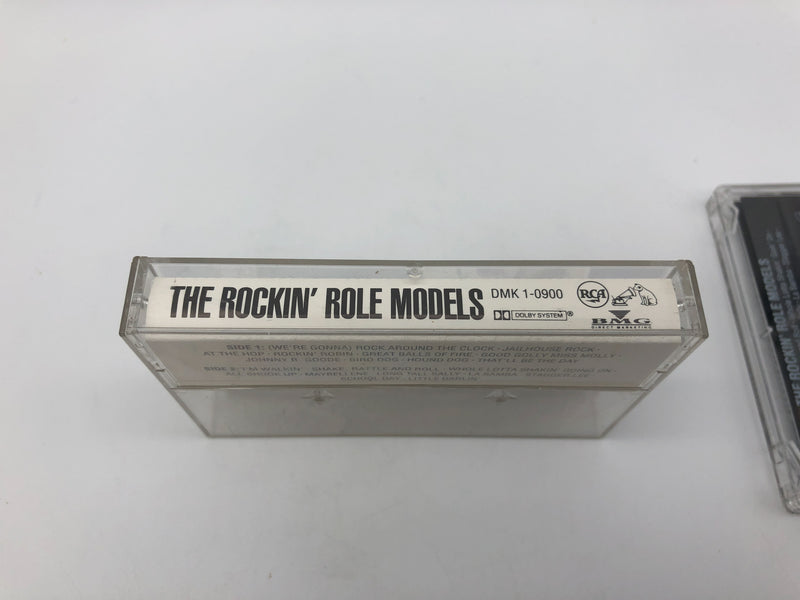 THE ROCKIN' ROLE MODELS DMK 1-0900
RCA
DOLBY SYSTEM®
BMG
DIRECT MARKETING
SIDE 1: (WE'RE GONNA) ROCK AROUND THE CLOCK · JAILHOUSE ROCK ·
AT THE HOP · ROCKIN' ROBIN · GREAT BALLS OF FIRE · GOOD GOLLY MISS MOLLY ·
JOHNNY B. GOODE · BIRD DOG · HOUND DOG · THAT'LL BE THE DAY
SIDE 2: I'M WALKIN' · SHAKE, RATTLE AND ROLL · WHOLE LOTTA SHAKIN' GOING ON ·
ALL SHOOK UP · MAYBELLENE · LONG TALL SALLY · LA BAMBA · STAGGER LEE ·
SCHOOL DAY · LITTLE DARLIN'
THE ROCKIN' ROLE MODELS